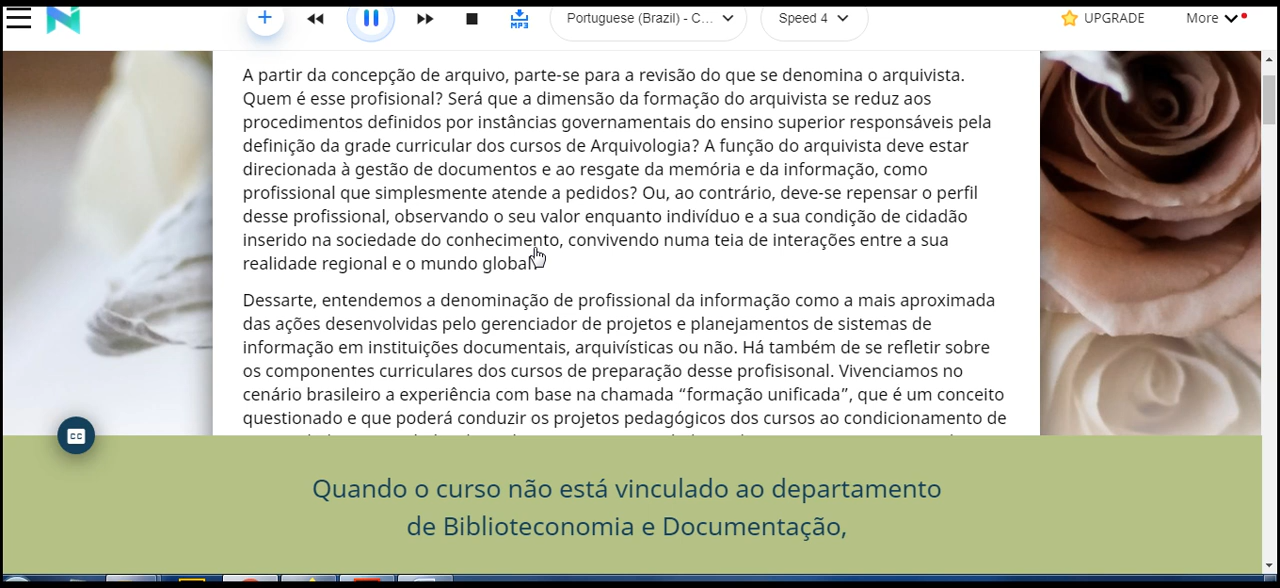 MP3
Portuguese (Brazil) - C...
Speed 4
UPGRADE
More
A partir da concepção de arquivo, parte-se para a revisão do que se denomina o arquivista.
Quem é esse profisional? Será que a dimensão da formação do arquivista se reduz aos
procedimentos definidos por instâncias governamentais do ensino superior responsáveis pela
definição da grade curricular dos cursos de Arquivologia? A função do arquivista deve estar
direcionada à gestão de documentos e ao resgate da memória e da informação, como
profissional que simplesmente atende a pedidos? Ou, ao contrário, deve-se repensar o perfil
desse profissional, observando o seu valor enquanto indivíduo e a sua condição de cidadão
inserido na sociedade do conhecimento, convivendo numa teia de interações entre a sua
realidade regional e o mundo global.
Dessarte, entendemos a denominação de profissional da informação como a mais aproximada
das ações desenvolvidas pelo gerenciador de projetos e planejamentos de sistemas de
informação em instituições documentais, arquivísticas ou não. Há também de se refletir sobre
os componentes curriculares dos cursos de preparação desse profisisonal. Vivenciamos no
cenário brasileiro a experiência com base na chamada “formação unificada”, que é um conceito
questionado e que poderá conduzir os projetos pedagógicos dos cursos ao condicionamento de
CC
Quando o curso não está vinculado ao departamento
de Biblioteconomia e Documentação,